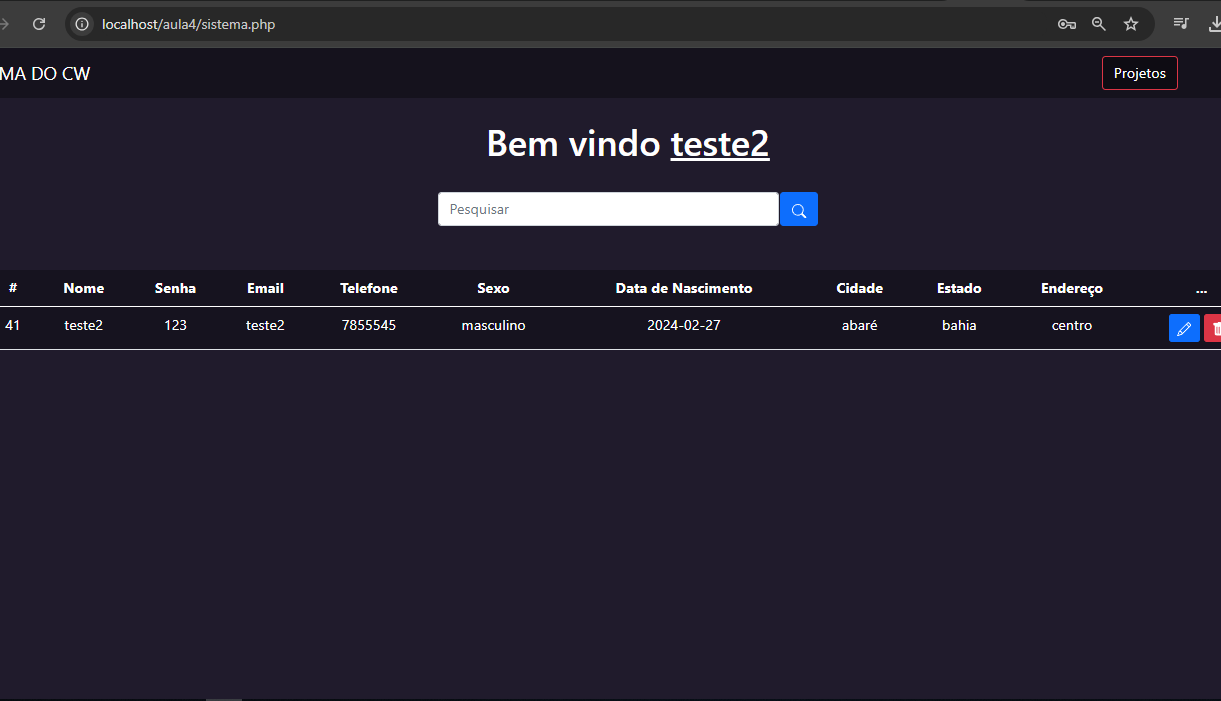 localhost/aula4/sistema.php
MA DO CW
Projetos
Bem vindo teste2
Pesquisar
# Nome Senha Email Telefone Sexo Data de Nascimento Cidade Estado Endereço ...
41 teste2 123 teste2 7855545 masculino 2024-02-27 abaré bahia centro